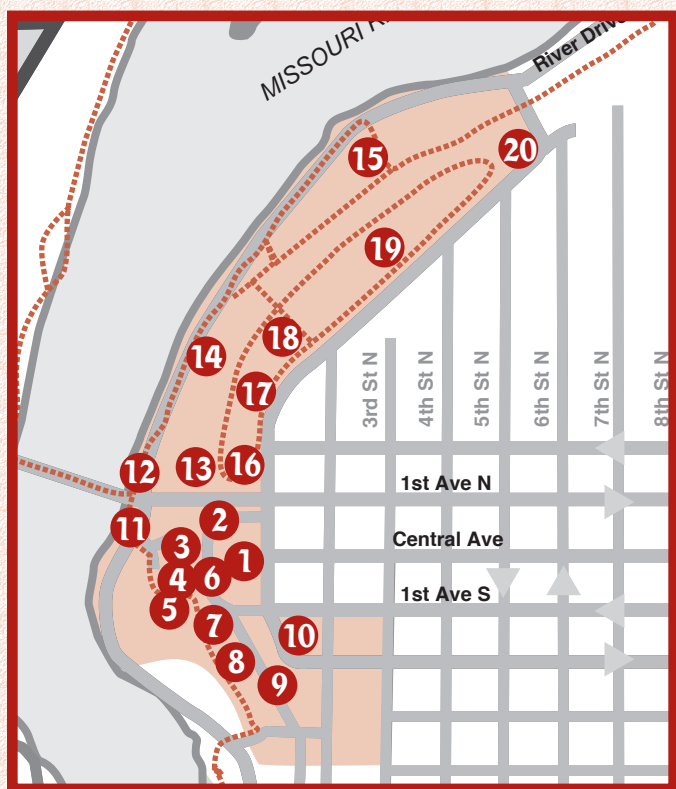 MISSOURI R
River Drive
20
15
19
18
14
17
3rd St N
4th St N
5th St N
6th St N
7th St N
8th St N
16
13
12
1st Ave N
2
11
Central Ave
3
1
6
4
1st Ave S
5
7
10
8
9